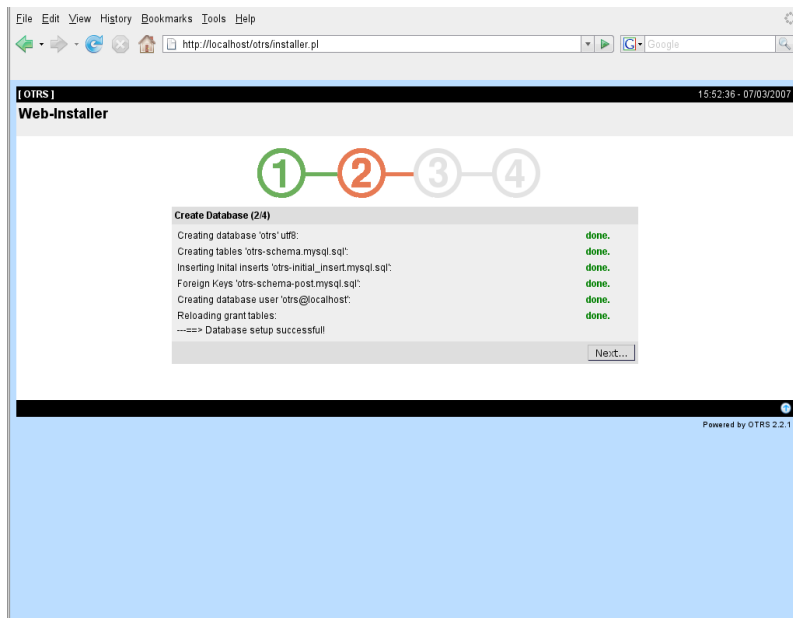 File Edit View History Bookmarks Tools Help
http://localhost/otrs/installer.pl G Google
[ OTRS ] 15:52:36 - 07/03/2007
Web-Installer
1 2 3 4
Create Database (2/4)
Creating database 'otrs' utf8: done.
Creating tables 'otrs-schema.mysql.sql': done.
Inserting Inital inserts 'otrs-initial_insert.mysql.sql': done.
Foreign Keys 'otrs-schema-post.mysql.sql': done.
Creating database user 'otrs@localhost': done.
Reloading grant tables: done.
---==> Database setup successful!
Next...
Powered by OTRS 2.2.1